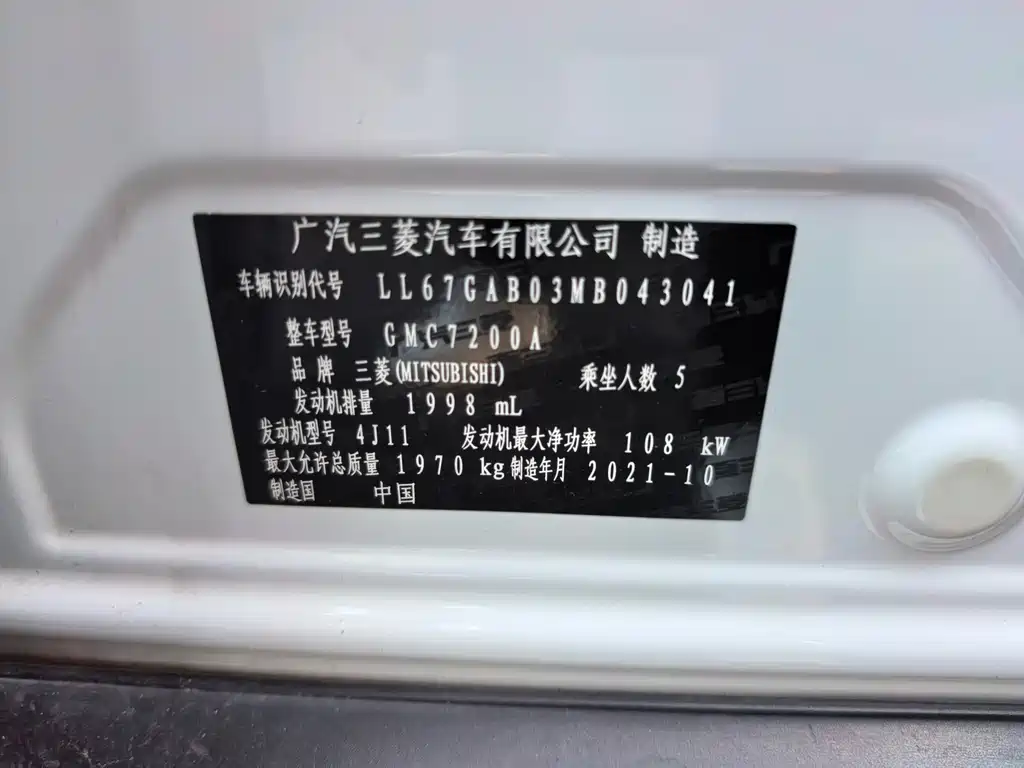 广汽三菱汽车有限公司 制造
车辆识别代号 LL67GAB03MB043041
整车型号 GMC7200A
品牌 三菱(MITSUBISHI) 乘坐人数 5
发动机排量 1998 mL
发动机型号 4J11 发动机最大净功率 108 kW
最大允许总质量 1970 kg 制造年月 2021-10
制造国 中国